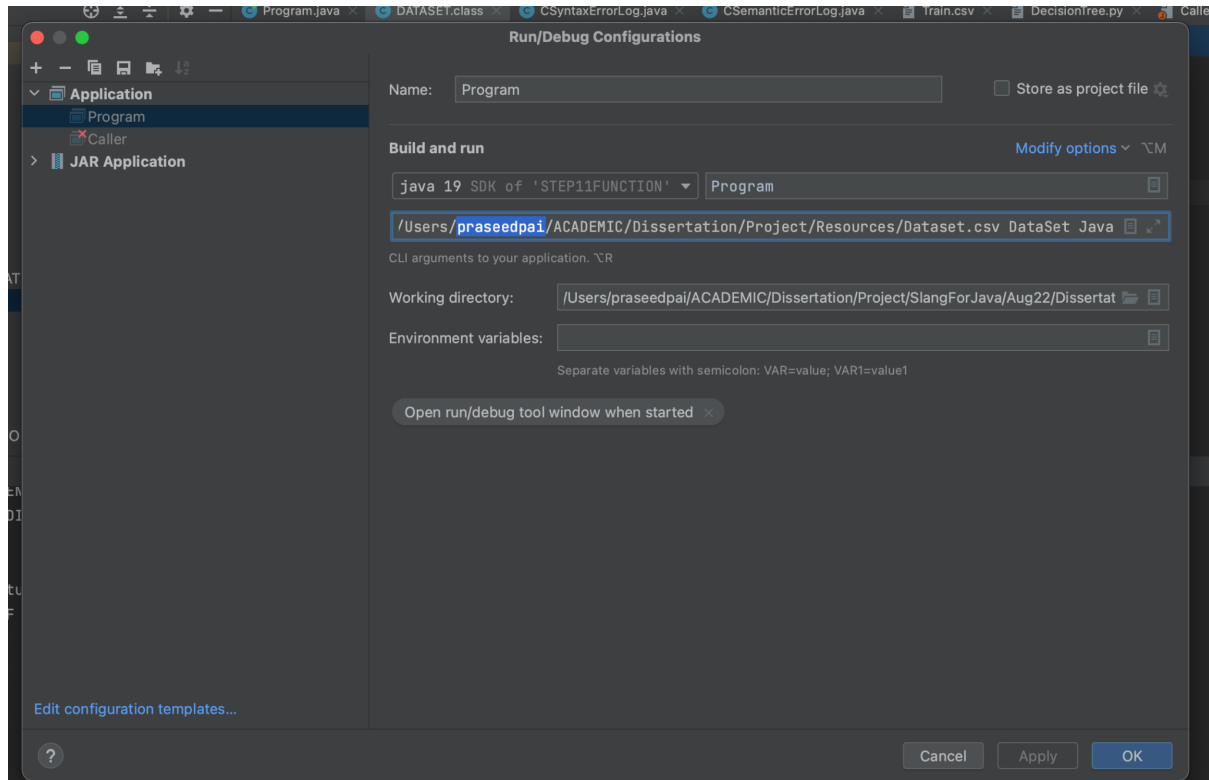 Program.java DATASET.class CSyntaxErrorLog.java CSemanticErrorLog.java Train.csv DecisionTree.py Calle
Run/Debug Configurations
Application
Program
Caller
JAR Application
Name: Program Store as project file
Build and run Modify options ⌥M
java 19 SDK of 'STEP11FUNCTION' Program
/Users/praseedpai/ACADEMIC/Dissertation/Project/Resources/Dataset.csv DataSet Java
CLI arguments to your application. ⌥R
Working directory: /Users/praseedpai/ACADEMIC/Dissertation/Project/SlangForJava/Aug22/Dissertat
Environment variables:
Separate variables with semicolon: VAR=value; VAR1=value1
Open run/debug tool window when started
Edit configuration templates...
? Cancel Apply OK